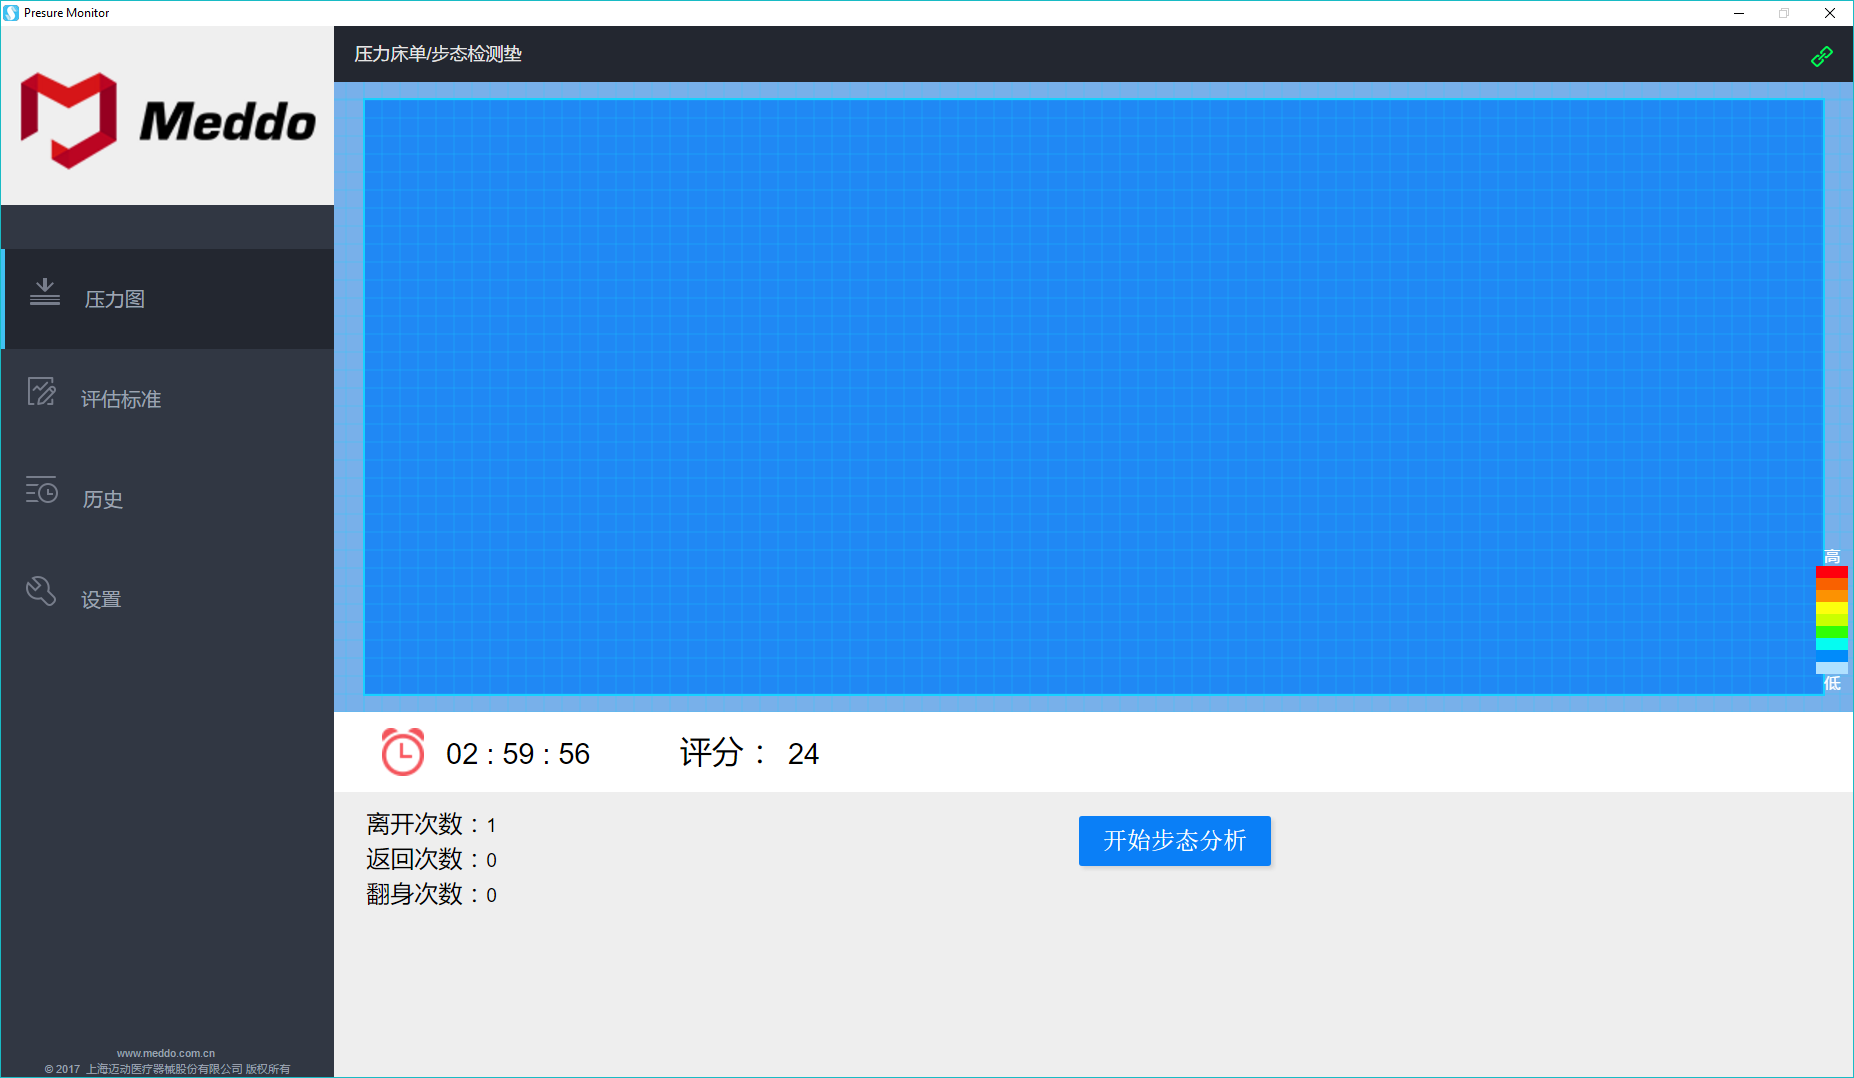 Presure Monitor
Meddo
压力床单/步态检测垫
压力图
评估标准
历史
设置
高
低
02 : 59 : 56
评分： 24
离开次数：1
返回次数：0
翻身次数：0
开始步态分析
www.meddo.com.cn
© 2017 上海迈动医疗器械股份有限公司 版权所有